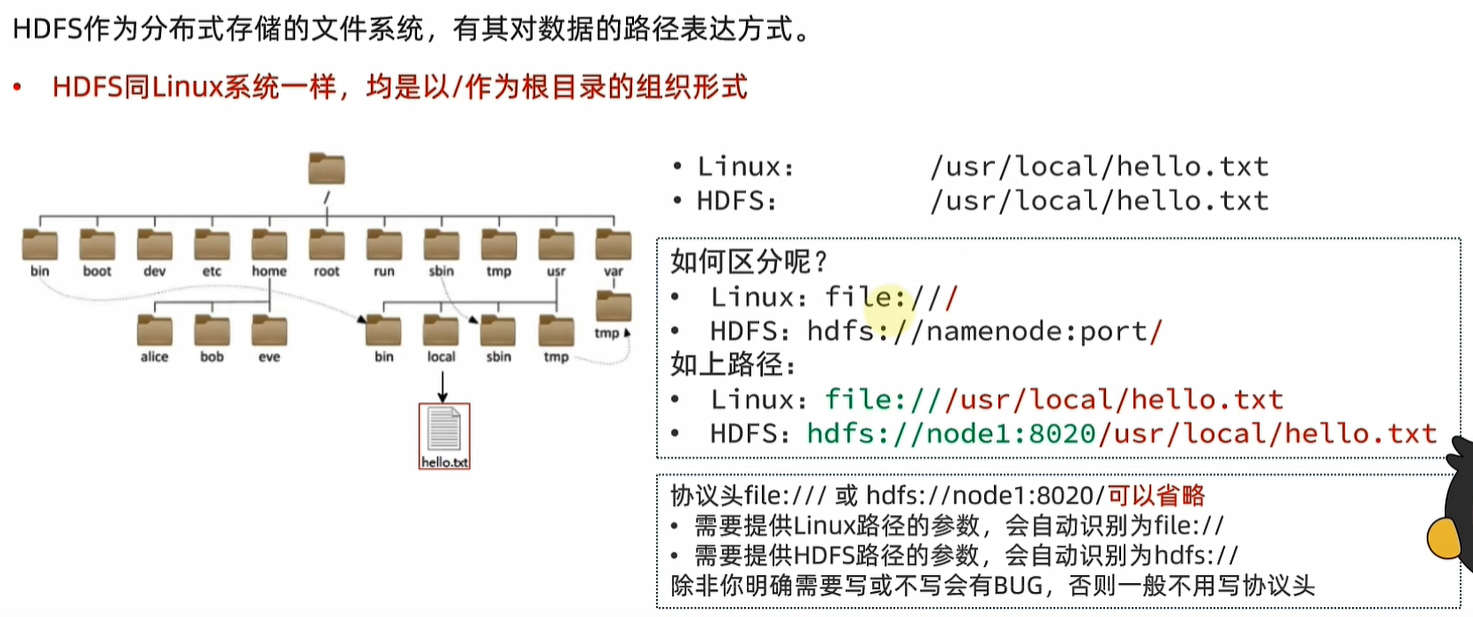 HDFS作为分布式存储的文件系统，有其对数据的路径表达方式。
• HDFS同Linux系统一样，均是以/作为根目录的组织形式
/
bin boot dev etc home root run sbin tmp usr var
alice bob eve bin local sbin tmp tmp
hello.txt
• Linux： /usr/local/hello.txt
• HDFS： /usr/local/hello.txt
如何区分呢？
• Linux：file:///
• HDFS：hdfs://namenode:port/
如上路径：
• Linux：file:///usr/local/hello.txt
• HDFS：hdfs://node1:8020/usr/local/hello.txt
协议头file:/// 或 hdfs://node1:8020/可以省略
• 需要提供Linux路径的参数，会自动识别为file://
• 需要提供HDFS路径的参数，会自动识别为hdfs://
除非你明确需要写或不写会有BUG，否则一般不用写协议头